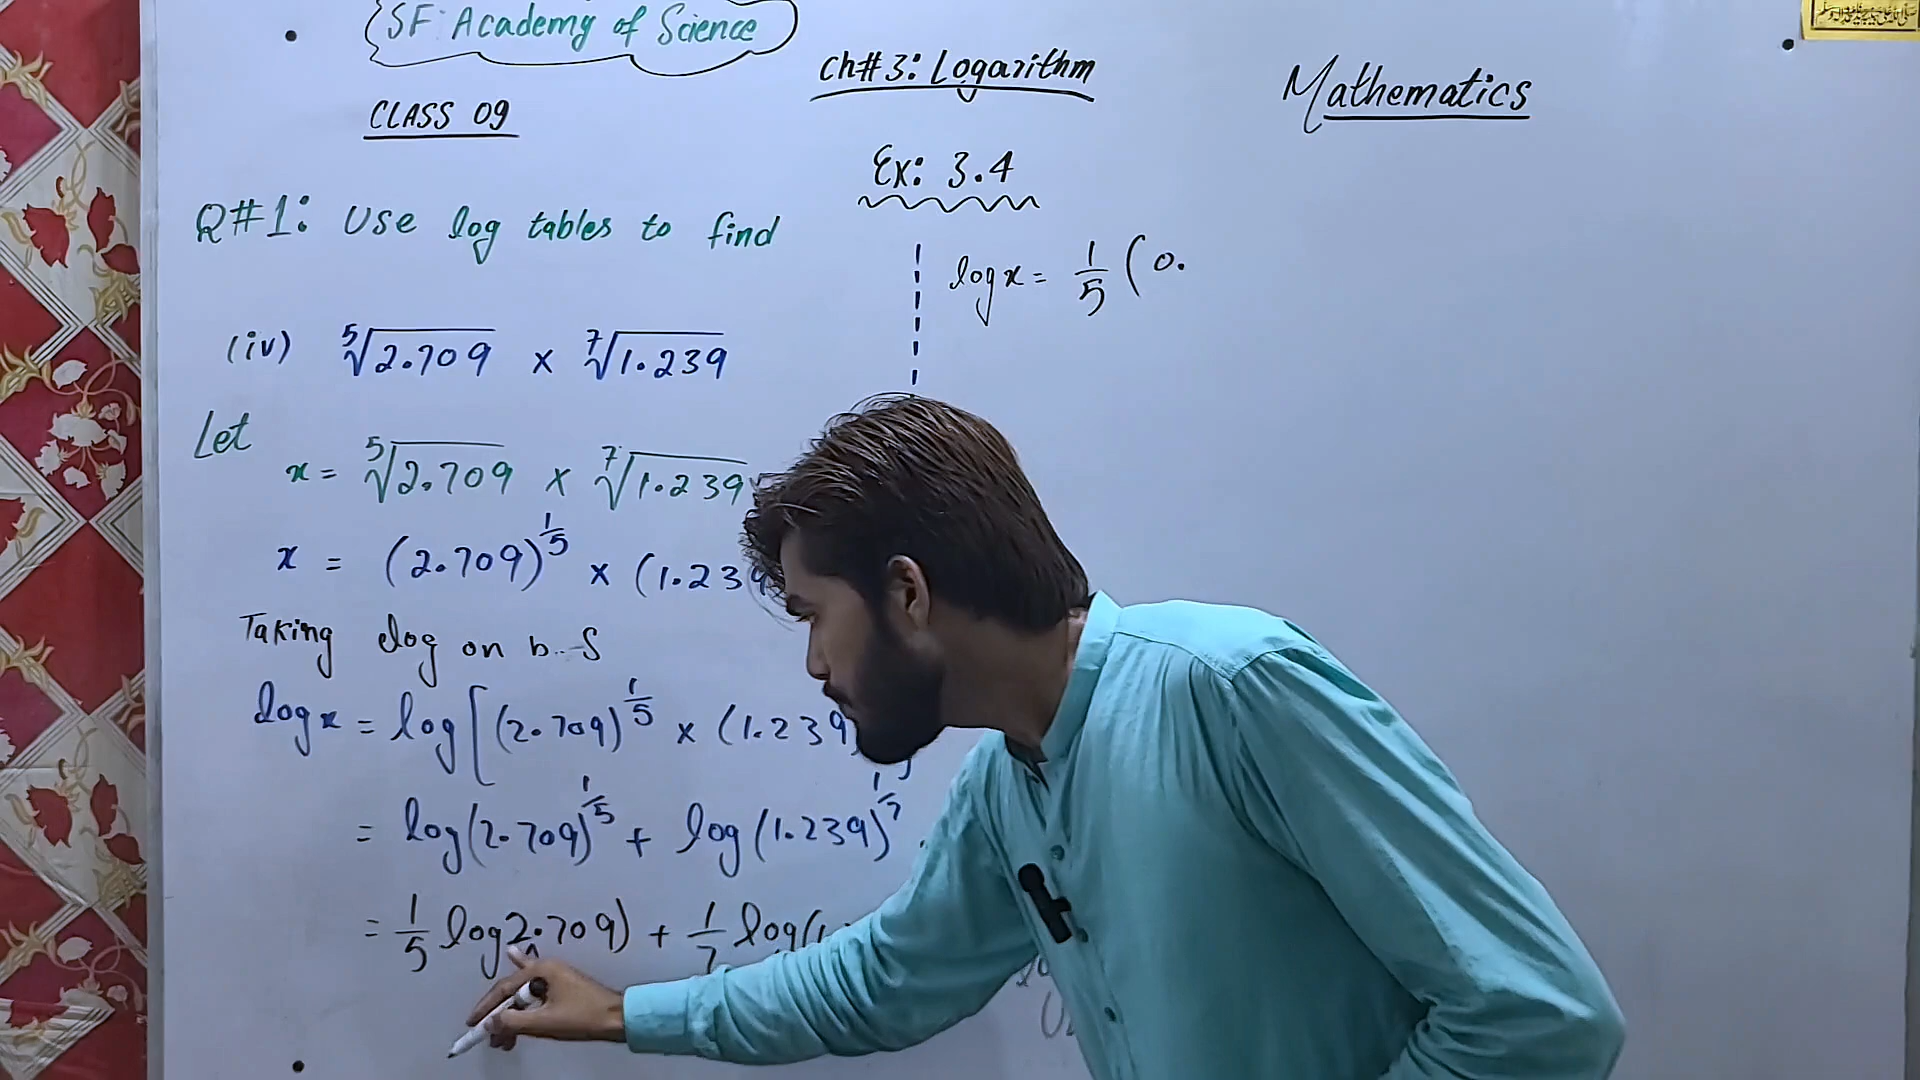 SF Academy of Science
CLASS 09
Ch#3: Logarithm
Mathematics
Ex: 3.4
Q#1: Use log tables to find
(iv) ⁵√2.709 × ⁷√1.239
Let
x = ⁵√2.709 × ⁷√1.239
x = (2.709)^1/5 × (1.239
Taking log on b.S
log x = log[(2.709)^1/5 × (1.239)
= log(2.709)^1/5 + log(1.239)^1/7
= 1/5 log 2.709) + 1/7 log(1
log x = 1/5 (0.